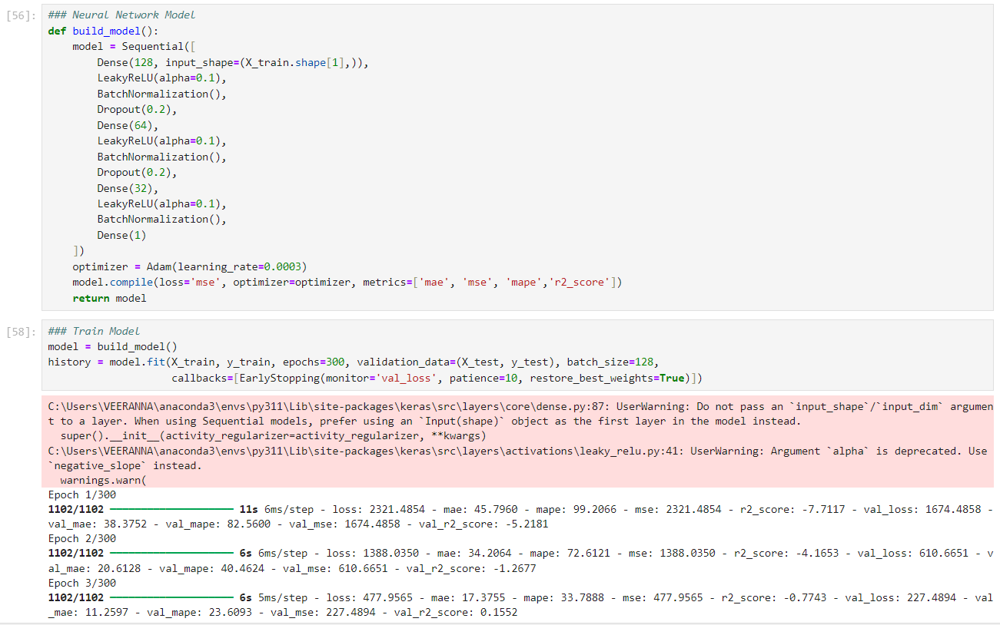 [56]: ### Neural Network Model
def build_model():
    model = Sequential([
        Dense(128, input_shape=(X_train.shape[1],)),
        LeakyReLU(alpha=0.1),
        BatchNormalization(),
        Dropout(0.2),
        Dense(64),
        LeakyReLU(alpha=0.1),
        BatchNormalization(),
        Dropout(0.2),
        Dense(32),
        LeakyReLU(alpha=0.1),
        BatchNormalization(),
        Dense(1)
    ])
    optimizer = Adam(learning_rate=0.0003)
    model.compile(loss='mse', optimizer=optimizer, metrics=['mae', 'mse', 'mape','r2_score'])
    return model
[58]: ### Train Model
model = build_model()
history = model.fit(X_train, y_train, epochs=300, validation_data=(X_test, y_test), batch_size=128,
                    callbacks=[EarlyStopping(monitor='val_loss', patience=10, restore_best_weights=True)])
C:\Users\VEERANNA\anaconda3\envs\py311\Lib\site-packages\keras\src\layers\core\dense.py:87: UserWarning: Do not pass an `input_shape`/`input_dim` argumen
t to a layer. When using Sequential models, prefer using an `Input(shape)` object as the first layer in the model instead.
  super().__init__(activity_regularizer=activity_regularizer, **kwargs)
C:\Users\VEERANNA\anaconda3\envs\py311\Lib\site-packages\keras\src\layers\activations\leaky_relu.py:41: UserWarning: Argument `alpha` is deprecated. Use
`negative_slope` instead.
  warnings.warn(
Epoch 1/300
1102/1102 ━━━━━━━━━━━━━━━━━━━━ 11s 6ms/step - loss: 2321.4854 - mae: 45.7960 - mape: 99.2066 - mse: 2321.4854 - r2_score: -7.7117 - val_loss: 1674.4858 -
val_mae: 38.3752 - val_mape: 82.5600 - val_mse: 1674.4858 - val_r2_score: -5.2181
Epoch 2/300
1102/1102 ━━━━━━━━━━━━━━━━━━━━ 6s 6ms/step - loss: 1388.0350 - mae: 34.2064 - mape: 72.6121 - mse: 1388.0350 - r2_score: -4.1653 - val_loss: 610.6651 - v
al_mae: 20.6128 - val_mape: 40.4624 - val_mse: 610.6651 - val_r2_score: -1.2677
Epoch 3/300
1102/1102 ━━━━━━━━━━━━━━━━━━━━ 6s 5ms/step - loss: 477.9565 - mae: 17.3755 - mape: 33.7888 - mse: 477.9565 - r2_score: -0.7743 - val_loss: 227.4894 - val
_mae: 11.2597 - val_mape: 23.6093 - val_mse: 227.4894 - val_r2_score: 0.1552